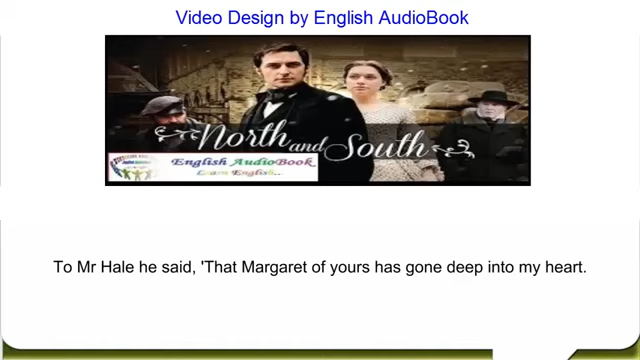 Video Design by English AudioBook
North and South
English AudioBook
Learn English...
To Mr Hale he said, 'That Margaret of yours has gone deep into my heart.